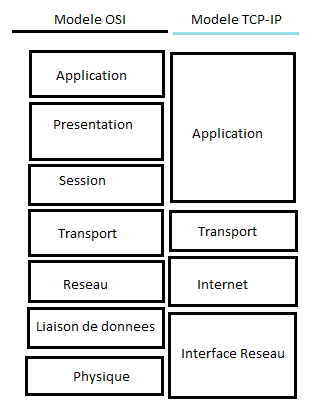 Modele OSI
Modele TCP-IP
Application
Presentation
Session
Transport
Reseau
Liaison de donnees
Physique
Application
Transport
Internet
Interface Reseau